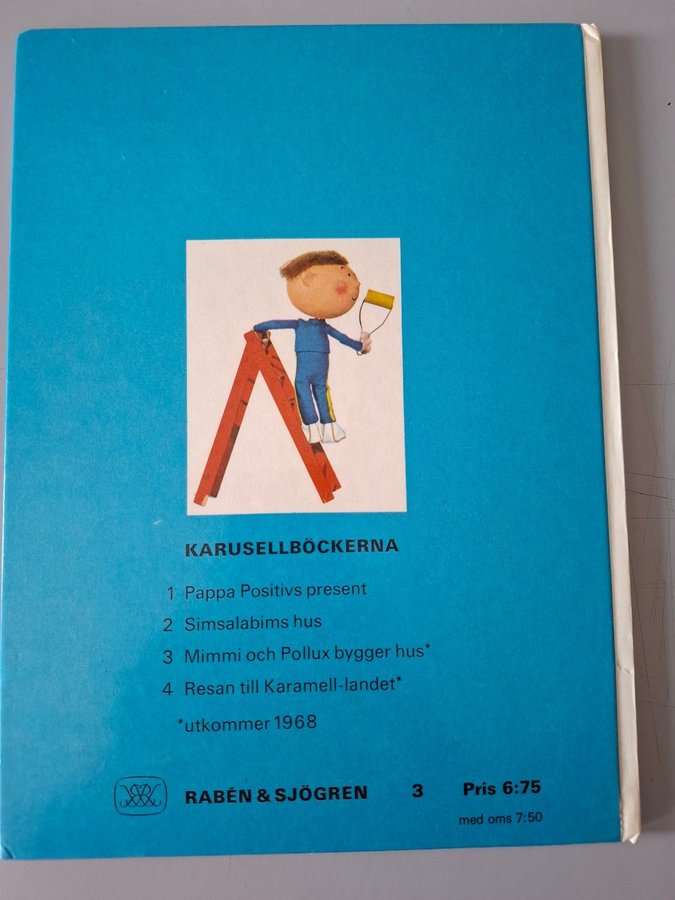 KARUSELLBÖCKERNA
1 Pappa Positivs present
2 Simsalabims hus
3 Mimmi och Pollux bygger hus*
4 Resan till Karamell-landet*
*utkommer 1968
RABÉN & SJÖGREN 3 Pris 6:75
med oms 7:50